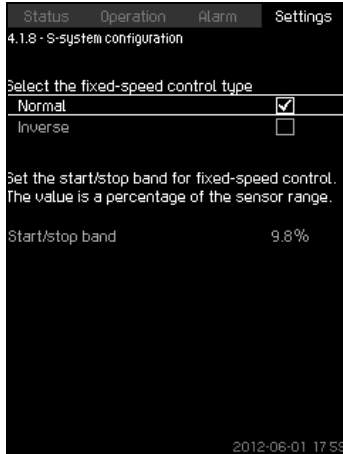 Status Operation Alarm Settings
4.1.8 - S-system configuration
Select the fixed-speed control type
Normal
Inverse
Set the start/stop band for fixed-speed control.
The value is a percentage of the sensor range.
Start/stop band 9.8%
2012-06-01 17:59